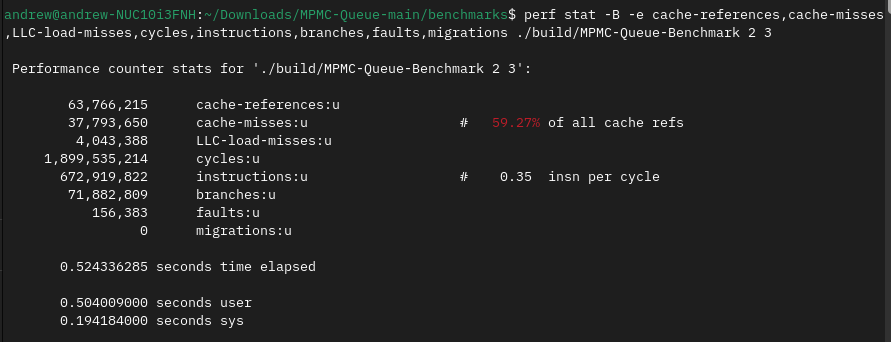 andrew@andrew-NUC10i3FNH:~/Downloads/MPMC-Queue-main/benchmarks$ perf stat -B -e cache-references,cache-misses
,LLC-load-misses,cycles,instructions,branches,faults,migrations ./build/MPMC-Queue-Benchmark 2 3
Performance counter stats for './build/MPMC-Queue-Benchmark 2 3':
63,766,215 cache-references:u
37,793,650 cache-misses:u # 59.27% of all cache refs
4,043,388 LLC-load-misses:u
1,899,535,214 cycles:u
672,919,822 instructions:u # 0.35 insn per cycle
71,882,809 branches:u
156,383 faults:u
0 migrations:u
0.524336285 seconds time elapsed
0.504009000 seconds user
0.194184000 seconds sys